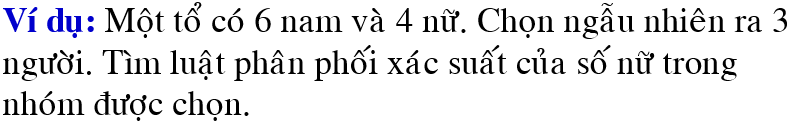 Ví dụ: Một tổ có 6 nam và 4 nữ. Chọn ngẫu nhiên ra 3
người. Tìm luật phân phối xác suất của số nữ trong
nhóm được chọn.